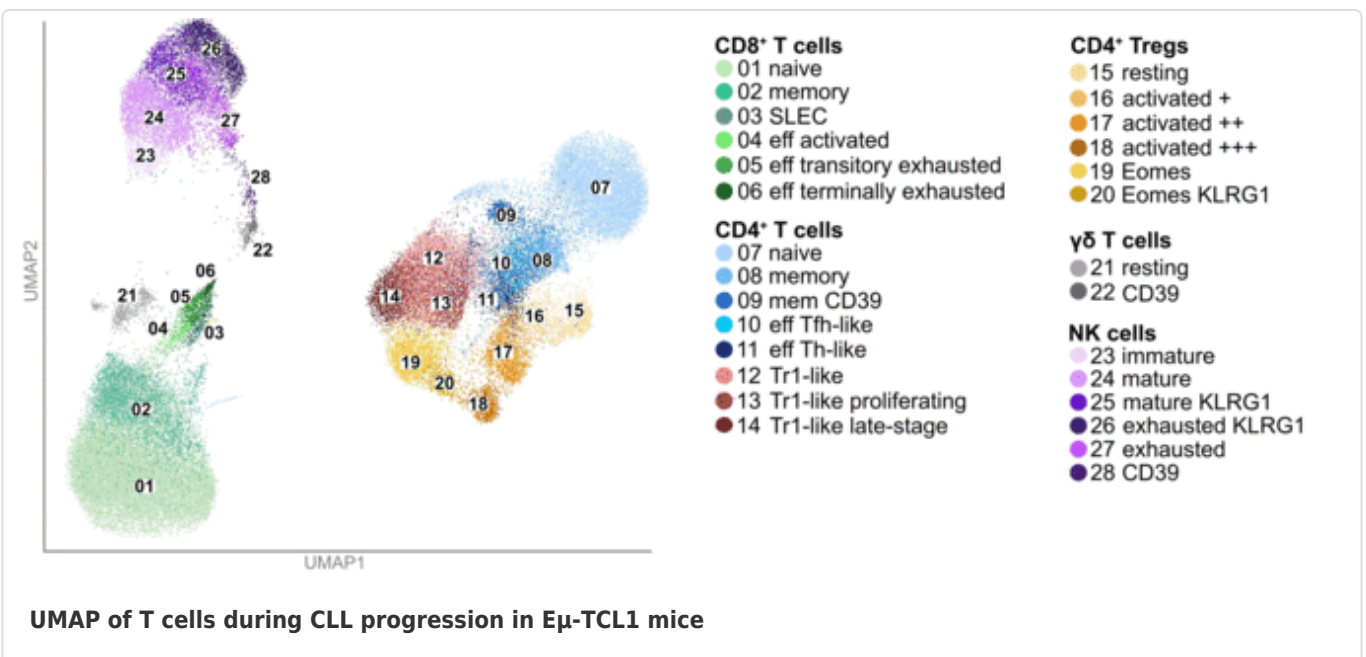 26
25
24
27
23
28
22
06
21
05
04
03
02
01
07
09
12
10
08
14
13
11
16
15
17
19
20
18
UMAP2
UMAP1
CD8⁺ T cells
01 naive
02 memory
03 SLEC
04 eff activated
05 eff transitory exhausted
06 eff terminally exhausted
CD4⁺ T cells
07 naive
08 memory
09 mem CD39
10 eff Tfh-like
11 eff Th-like
12 Tr1-like
13 Tr1-like proliferating
14 Tr1-like late-stage
CD4⁺ Tregs
15 resting
16 activated +
17 activated ++
18 activated +++
19 Eomes
20 Eomes KLRG1
γδ T cells
21 resting
22 CD39
NK cells
23 immature
24 mature
25 mature KLRG1
26 exhausted KLRG1
27 exhausted
28 CD39
UMAP of T cells during CLL progression in Eμ-TCL1 mice